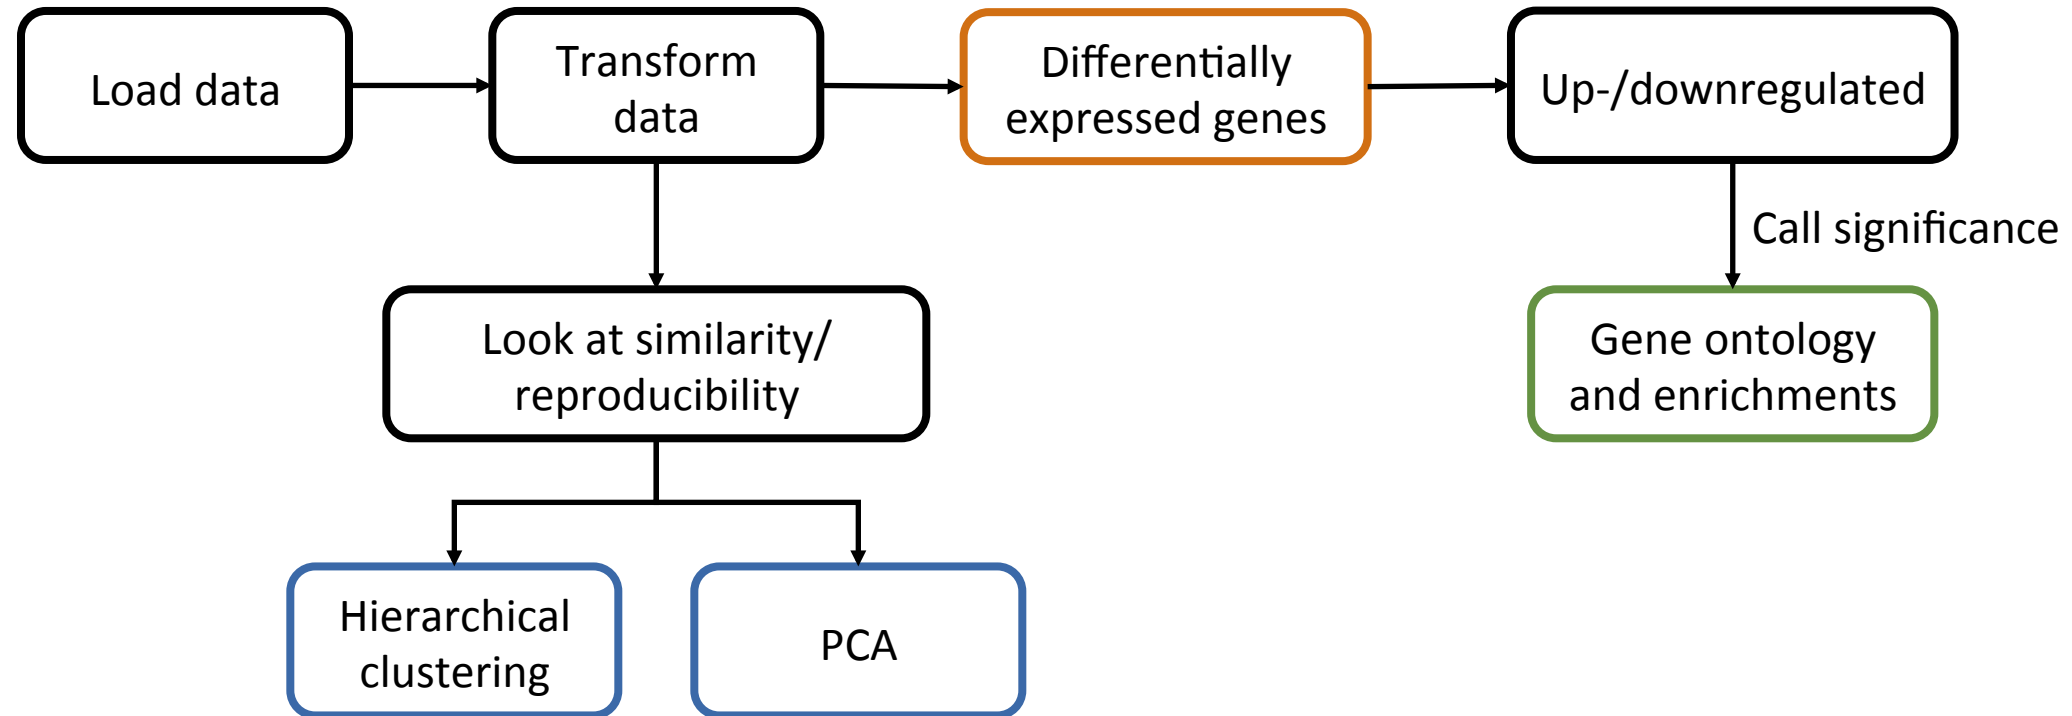 Load data
Transform
data
Differentially
expressed genes
Up-/downregulated
Call significance
Look at similarity/
reproducibility
Gene ontology
and enrichments
Hierarchical
clustering
PCA